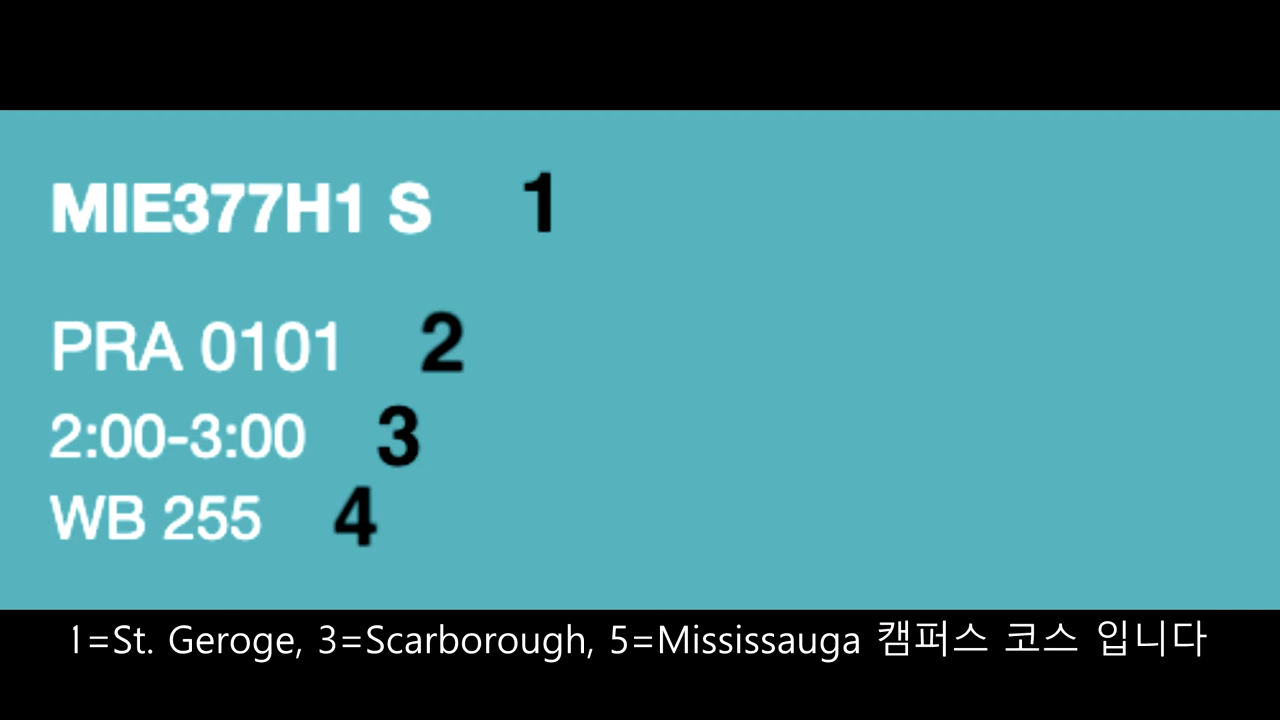 MIE377H1 S 1
PRA 0101 2
2:00-3:00 3
WB 255 4
1=St. Geroge, 3=Scarborough, 5=Mississauga 캠퍼스 코스 입니다